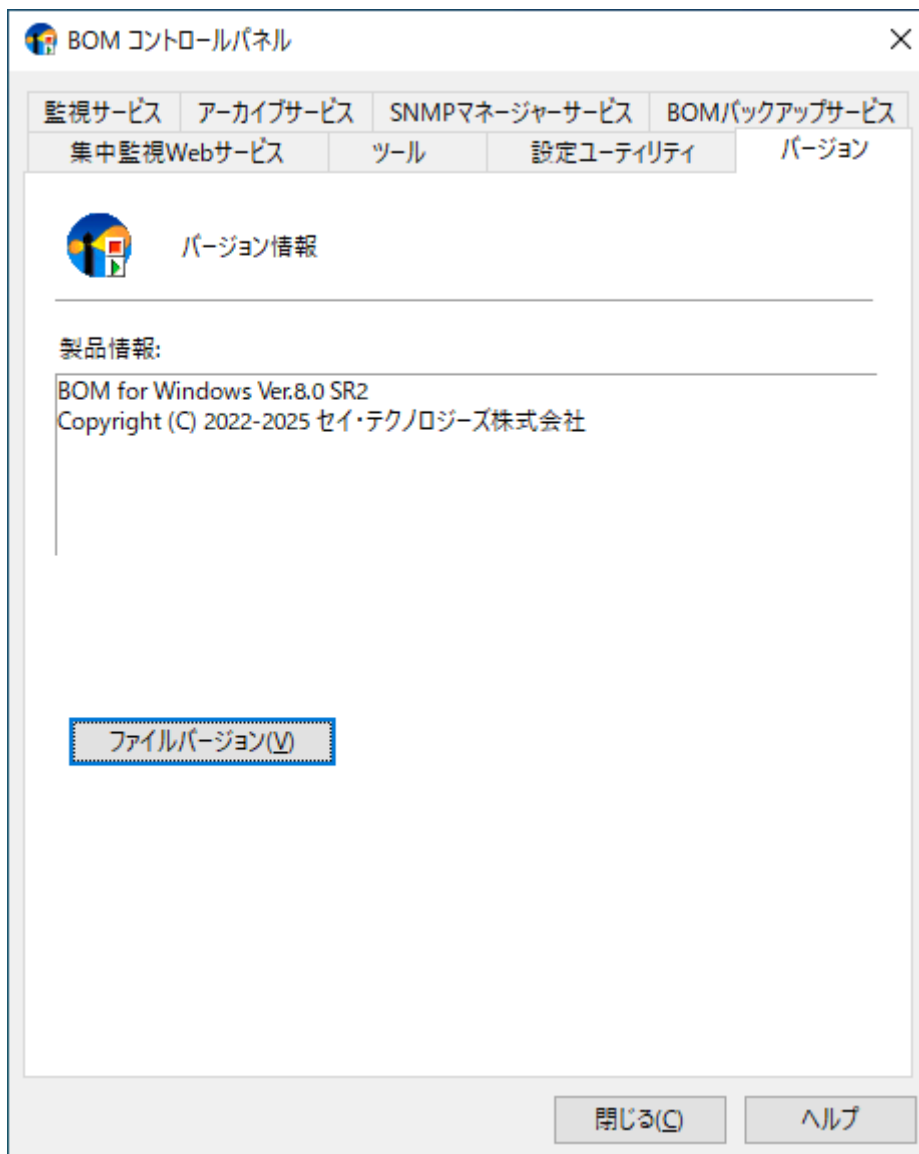 BOM コントロールパネル
監視サービス アーカイブサービス SNMPマネージャーサービス BOMバックアップサービス
集中監視Webサービス ツール 設定ユーティリティ バージョン
バージョン情報
製品情報:
BOM for Windows Ver.8.0 SR2
Copyright (C) 2022-2025 セイ・テクノロジーズ株式会社
ファイルバージョン(V)
閉じる(C) ヘルプ